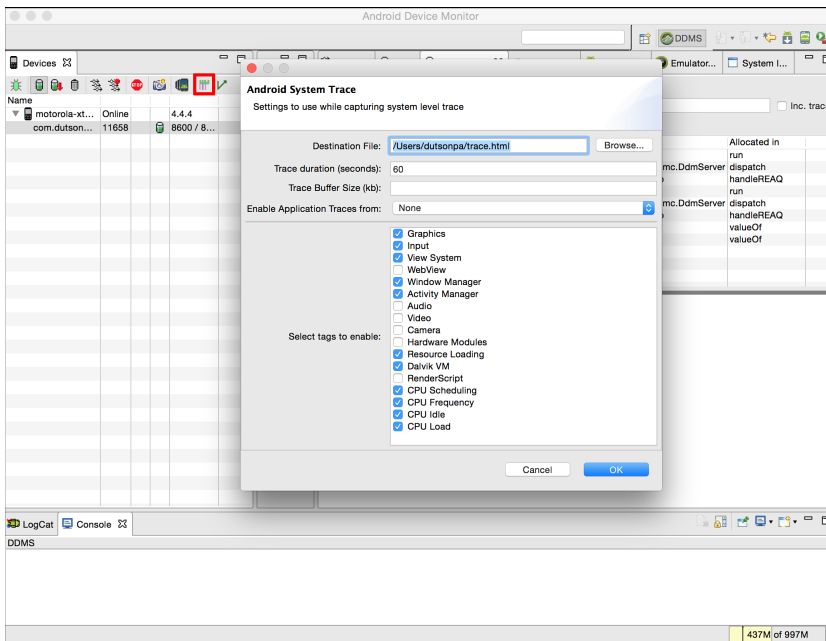 Android Device Monitor
DDMS
Devices
Emulator...
System I...
Name
motorola-xt... Online 4.4.4
com.dutson... 11658 8600 / 8...
Android System Trace
Settings to use while capturing system level trace
Destination File: /Users/dutsonpa/trace.html Browse...
Trace duration (seconds): 60
Trace Buffer Size (kb):
Enable Application Traces from: None
Select tags to enable:
Graphics
Input
View System
WebView
Window Manager
Activity Manager
Audio
Video
Camera
Hardware Modules
Resource Loading
Dalvik VM
RenderScript
CPU Scheduling
CPU Frequency
CPU Idle
CPU Load
Cancel OK
Inc. trac
Allocated in
run
mc.DdmServer dispatch
handleREAQ
run
mc.DdmServer dispatch
handleREAQ
valueOf
valueOf
LogCat Console
DDMS
437M of 997M